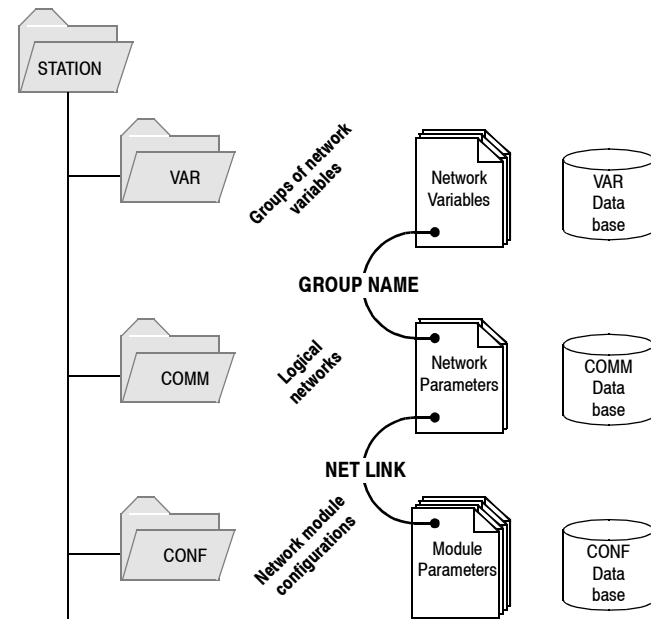 STATION
VAR
Groups of network
variables
Network
Variables
VAR
Data
base
GROUP NAME
COMM
Logical
networks
Network
Parameters
COMM
Data
base
NET LINK
CONF
Network module
configurations
Module
Parameters
CONF
Data
base